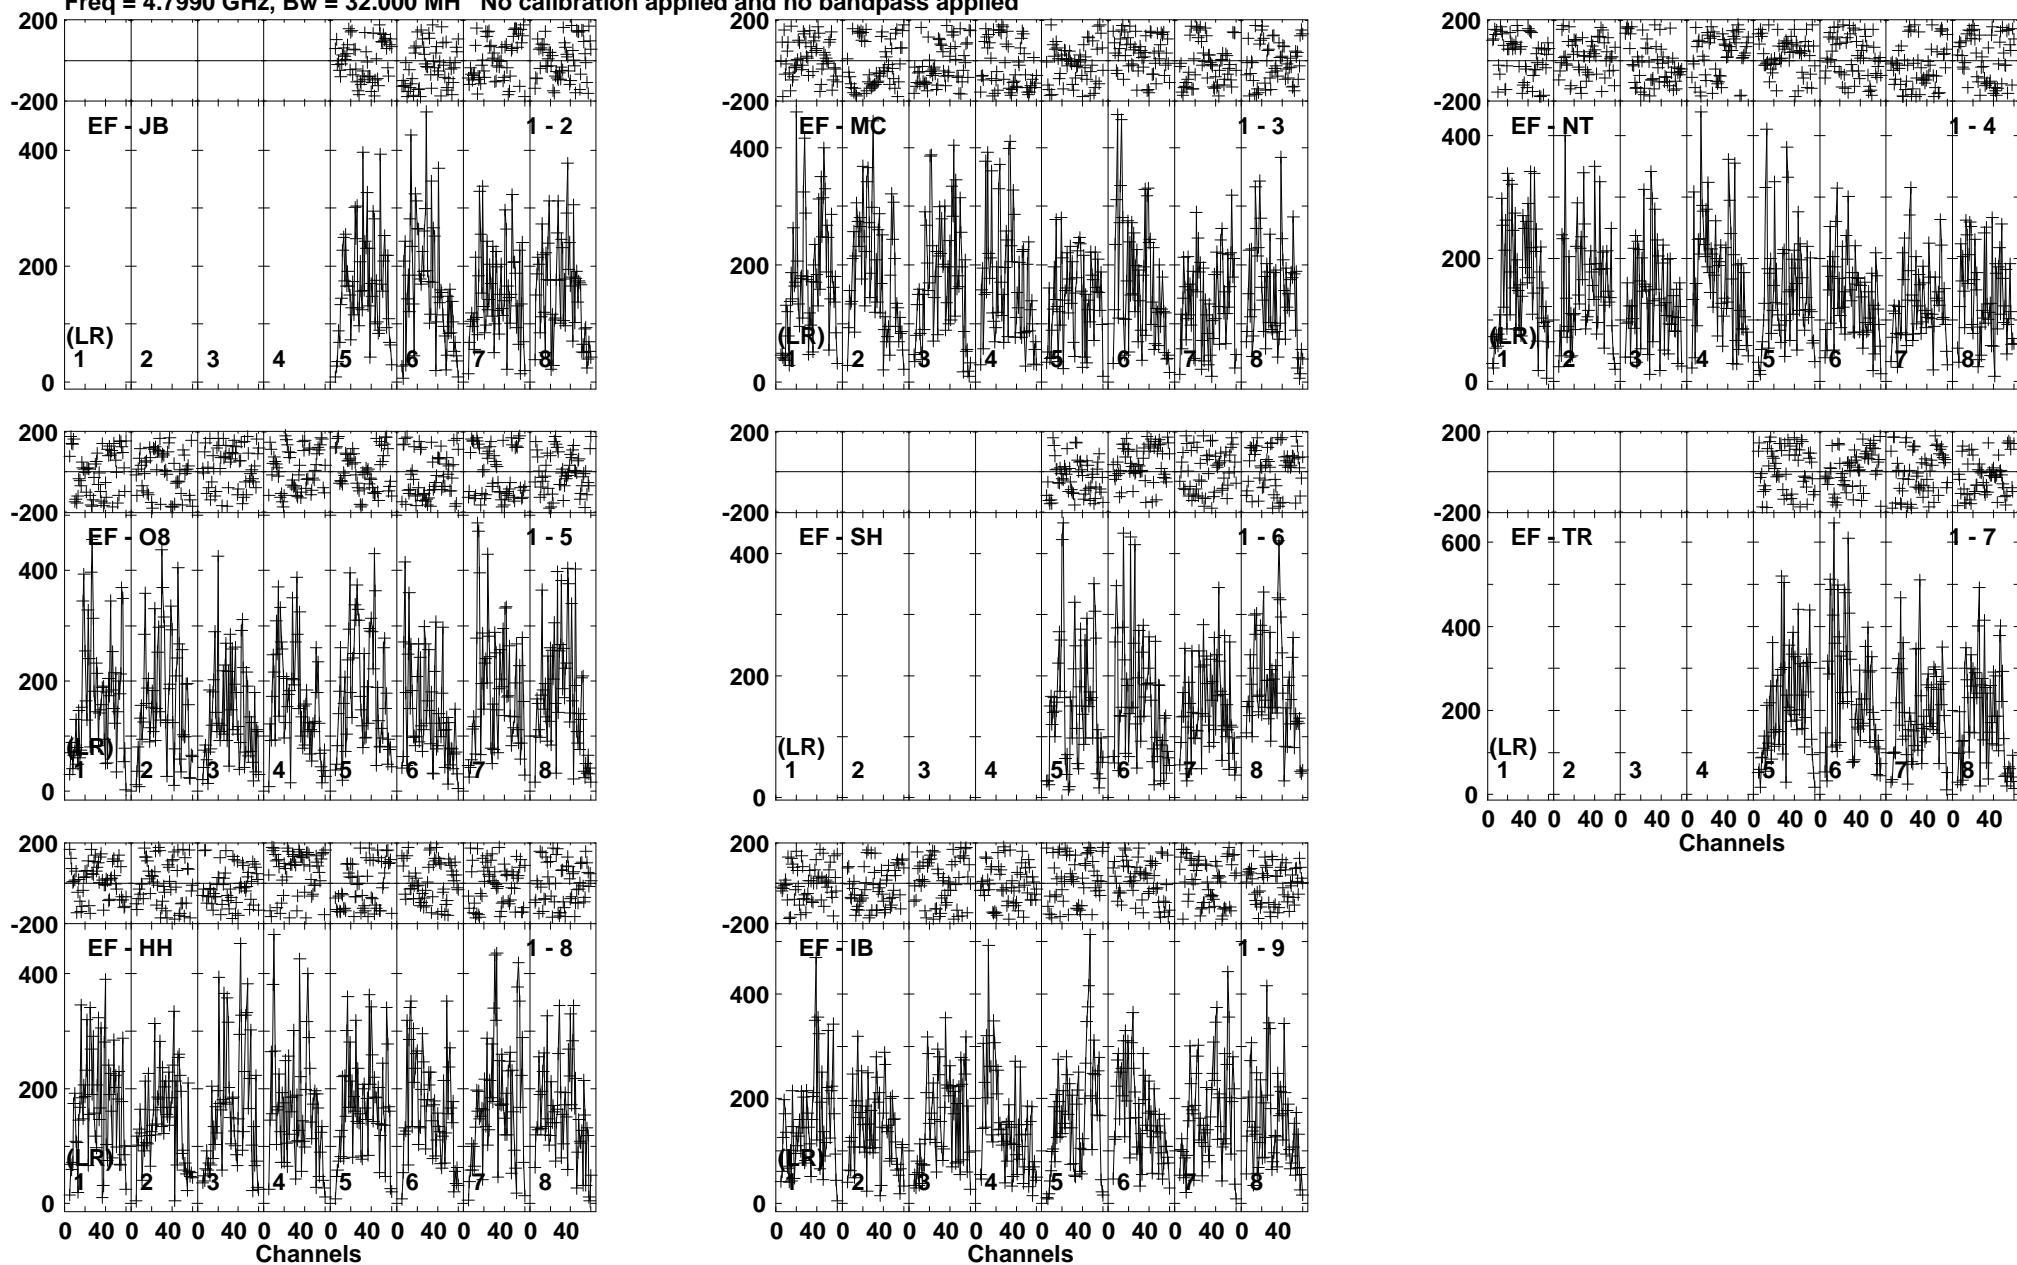 Freq = 4.7990 GHz, Bw = 32.000 MH No calibration applied and no bandpass applied
200
-200
EF - JB 1 - 2
400
200
0
(LR)
1 2 3 4 5 6 7 8
200
-200
EF - MC 1 - 3
400
200
0
(LR)
1 2 3 4 5 6 7 8
200
-200
EF - NT 1 - 4
400
200
0
(LR)
1 2 3 4 5 6 7 8
200
-200
EF - O8 1 - 5
400
200
0
(LR)
1 2 3 4 5 6 7 8
200
-200
EF - SH 1 - 6
400
200
0
(LR)
1 2 3 4 5 6 7 8
200
-200
EF - TR 1 - 7
600
400
200
0
(LR)
1 2 3 4 5 6 7 8
0 40 0 40 0 40 0 40 0 40 0 40 0 40 0 40
Channels
200
-200
EF - HH 1 - 8
400
200
0
(LR)
1 2 3 4 5 6 7 8
0 40 0 40 0 40 0 40 0 40 0 40 0 40 0 40
Channels
200
-200
EF - IB 1 - 9
400
200
0
(LR)
1 2 3 4 5 6 7 8
0 40 0 40 0 40 0 40 0 40 0 40 0 40 0 40
Channels